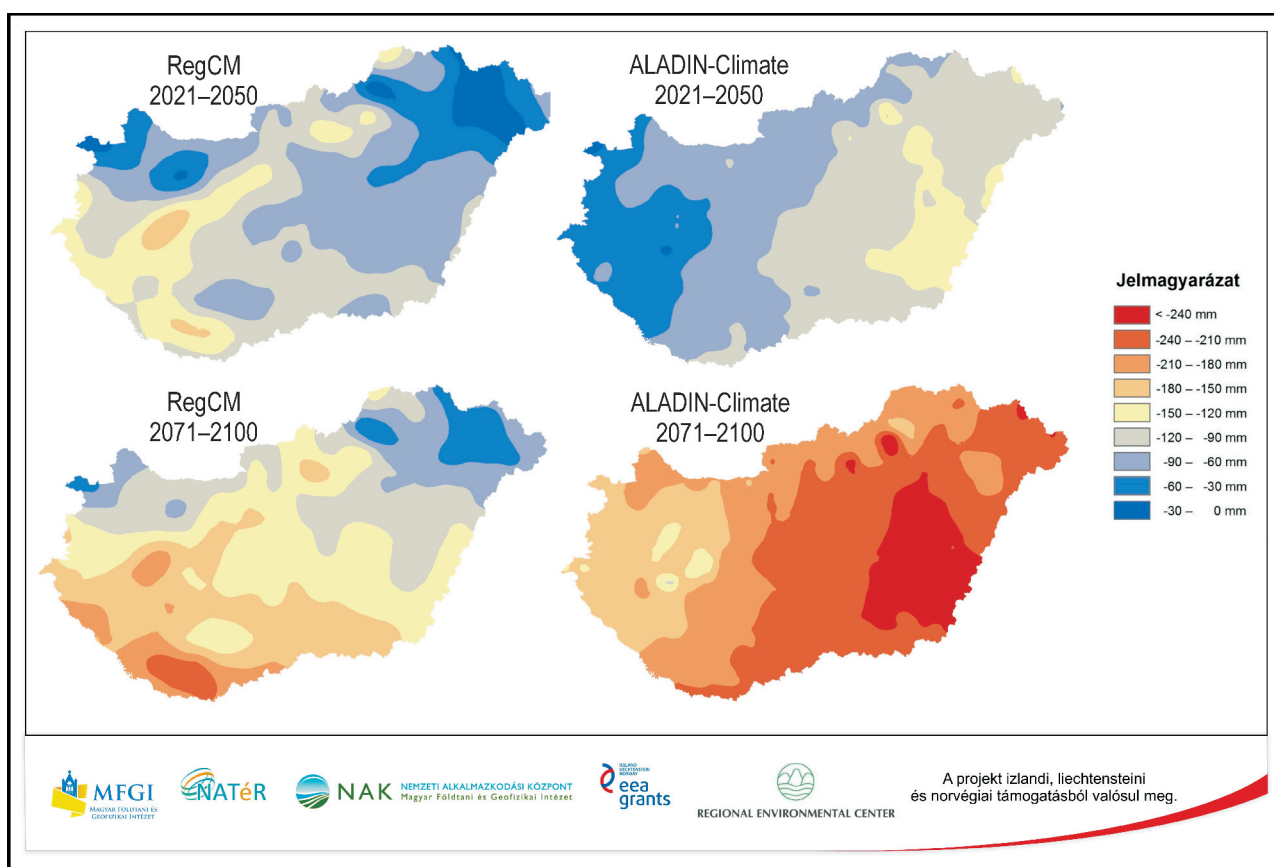 RegCM
2021–2050
ALADIN-Climate
2021–2050
RegCM
2071–2100
ALADIN-Climate
2071–2100
Jelmagyarázat
< -240 mm
-240 – -210 mm
-210 – -180 mm
-180 – -150 mm
-150 – -120 mm
-120 – -90 mm
-90 – -60 mm
-60 – -30 mm
-30 – 0 mm
MFGI
MAGYAR FÖLDTANI ÉS
GEOFIZIKAI INTÉZET
NATéR
NAK
NEMZETI ALKALMAZKODÁSI KÖZPONT
Magyar Földtani és Geofizikai Intézet
ICELAND
LIECHTENSTEIN
NORWAY
eea
grants
REGIONAL ENVIRONMENTAL CENTER
A projekt izlandi, liechtensteini
és norvégiai támogatásból valósul meg.